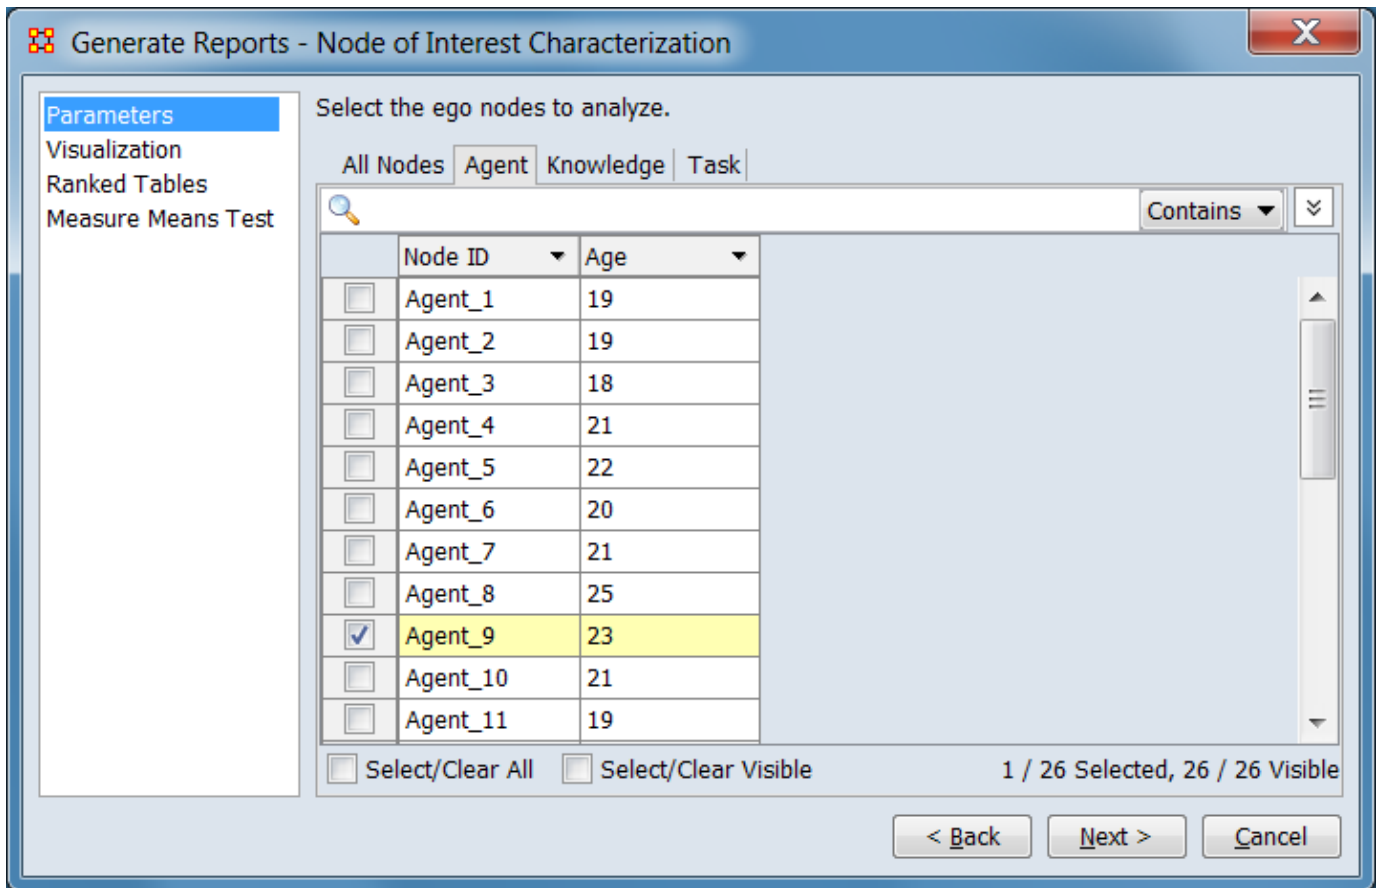 Generate Reports - Node of Interest Characterization
X
Parameters
Visualization
Ranked Tables
Measure Means Test
Select the ego nodes to analyze.
All Nodes Agent Knowledge Task
Contains
Node ID Age
Agent_1 19
Agent_2 19
Agent_3 18
Agent_4 21
Agent_5 22
Agent_6 20
Agent_7 21
Agent_8 25
Agent_9 23
Agent_10 21
Agent_11 19
Select/Clear All Select/Clear Visible 1 / 26 Selected, 26 / 26 Visible
< Back Next > Cancel